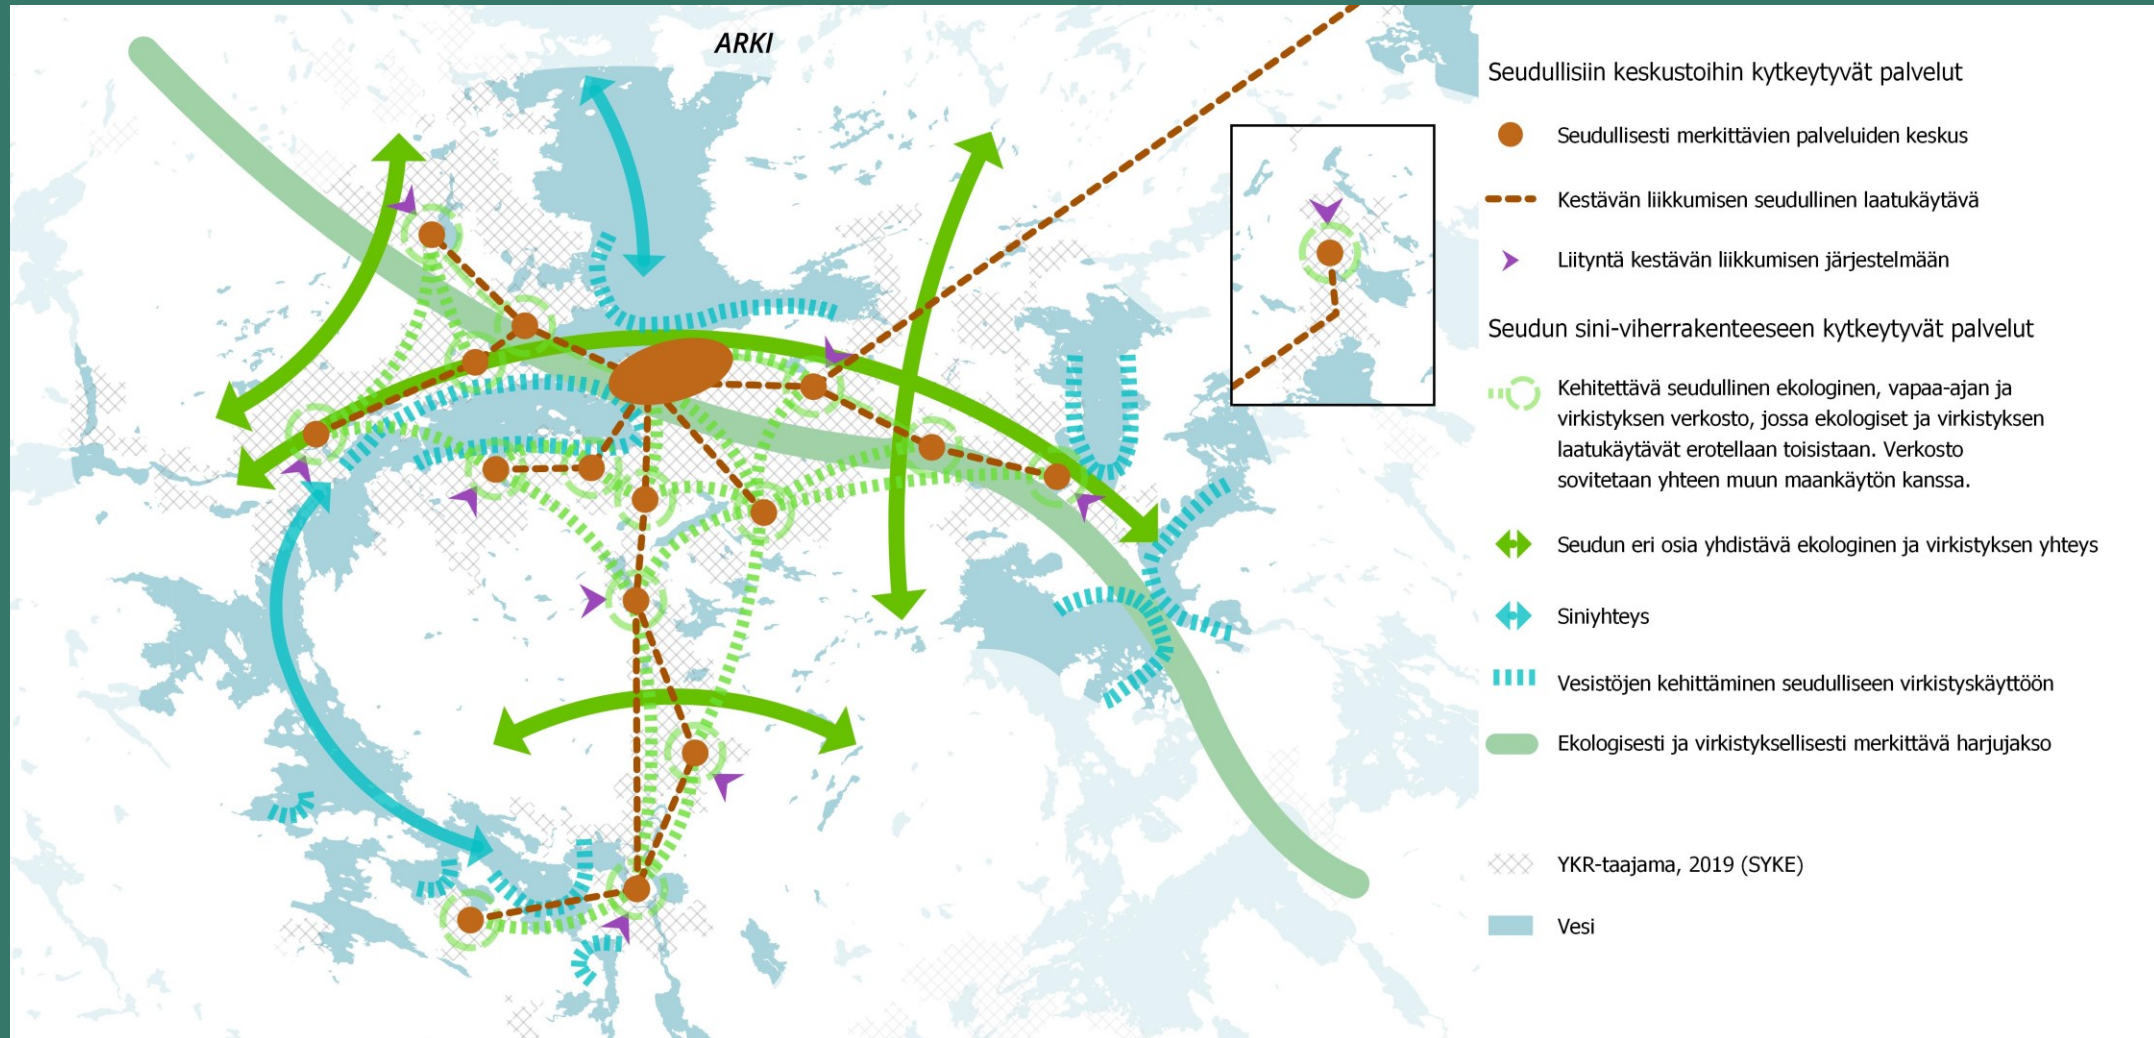 ARKI
Seudullisiin keskustoihin kytkeytyvät palvelut
Seudullisesti merkittävien palveluiden keskus
Kestävän liikkumisen seudullinen laatukäytävä
Liityntä kestävän liikkumisen järjestelmään
Seudun sini-viherrakenteeseen kytkeytyvät palvelut
Kehitettävä seudullinen ekologinen, vapaa-ajan ja
virkistyksen verkosto, jossa ekologiset ja virkistyksen
laatukäytävät erotellaan toisistaan. Verkosto
sovitetaan yhteen muun maankäytön kanssa.
Seudun eri osia yhdistävä ekologinen ja virkistyksen yhteys
Siniyhteys
Vesistöjen kehittäminen seudulliseen virkistyskäyttöön
Ekologisesti ja virkistyksellisesti merkittävä harjujakso
YKR-taajama, 2019 (SYKE)
Vesi